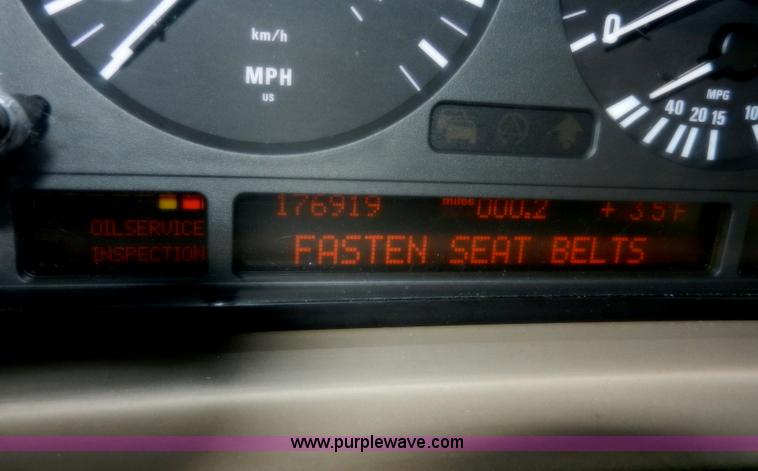 km/h
MPH
US
0
MPG
40 20 15 10
176919 miles 000.2 + 35F
OILSERVICE
INSPECTION
FASTEN SEAT BELTS
www.purplewave.com